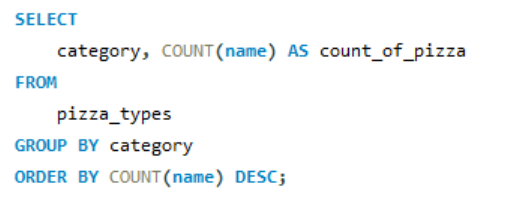 SELECT
category, COUNT(name) AS count_of_pizza
FROM
pizza_types
GROUP BY category
ORDER BY COUNT(name) DESC;